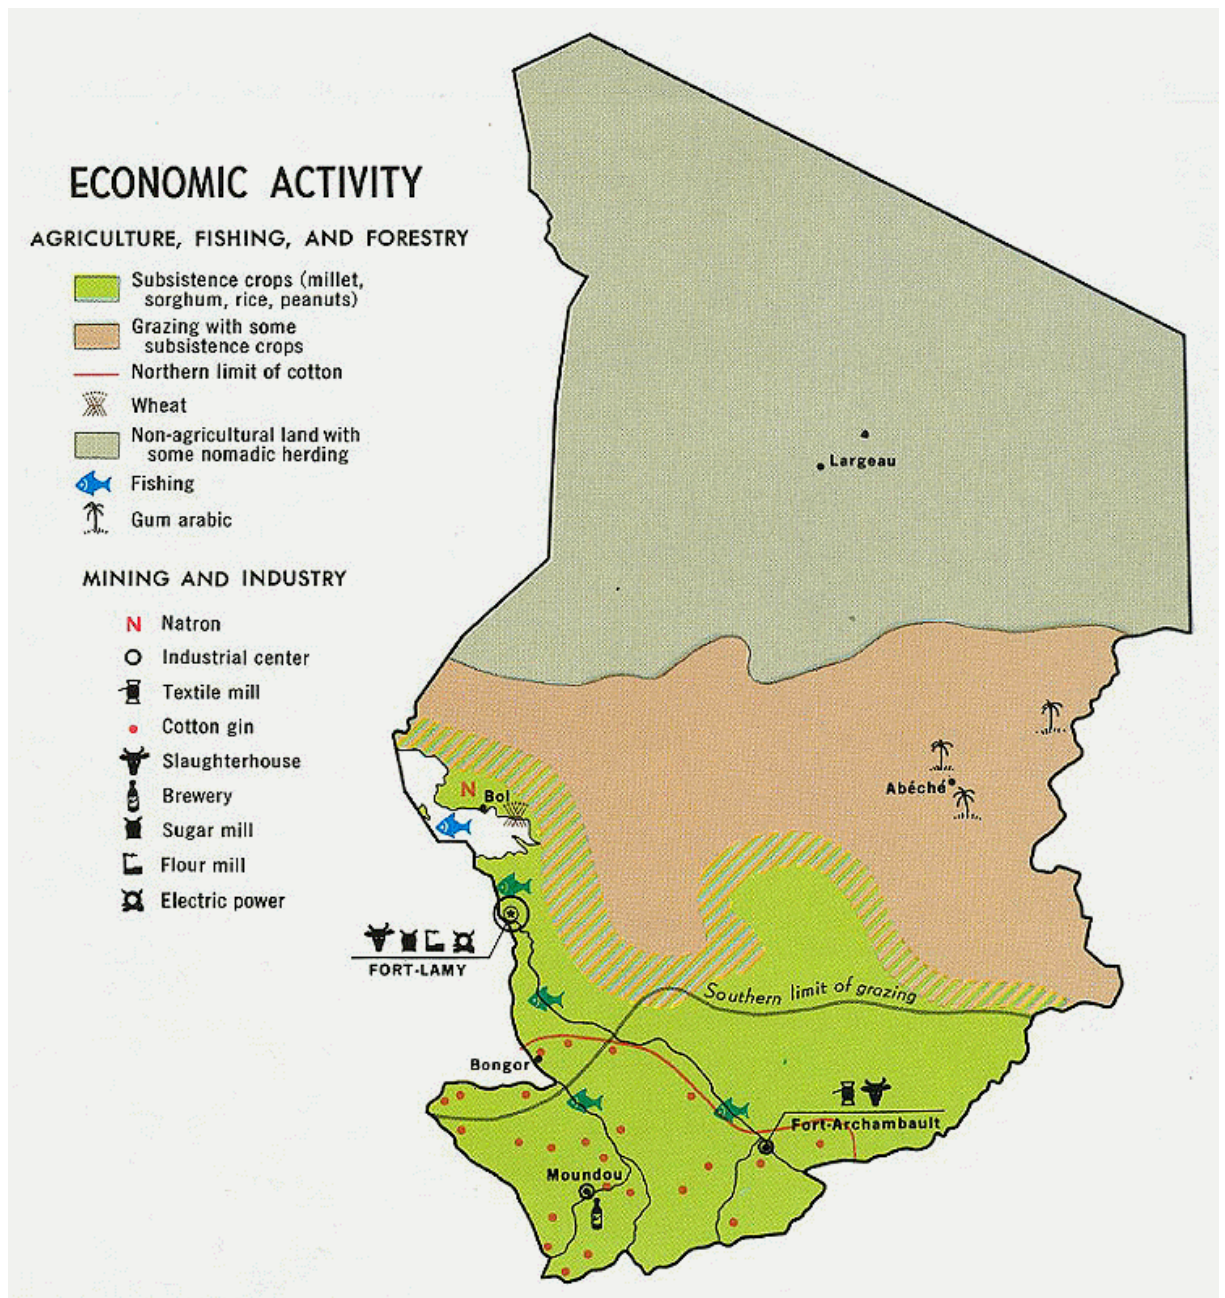 ECONOMIC ACTIVITY
AGRICULTURE, FISHING, AND FORESTRY
Subsistence crops (millet,
sorghum, rice, peanuts)
Grazing with some
subsistence crops
Northern limit of cotton
Wheat
Non-agricultural land with
some nomadic herding
Fishing
Gum arabic
MINING AND INDUSTRY
N Natron
Industrial center
Textile mill
Cotton gin
Slaughterhouse
Brewery
Sugar mill
Flour mill
Electric power
Largeau
Abéché
N
Bol
FORT-LAMY
Southern limit of grazing
Bongor
Fort-Archambault
Moundou